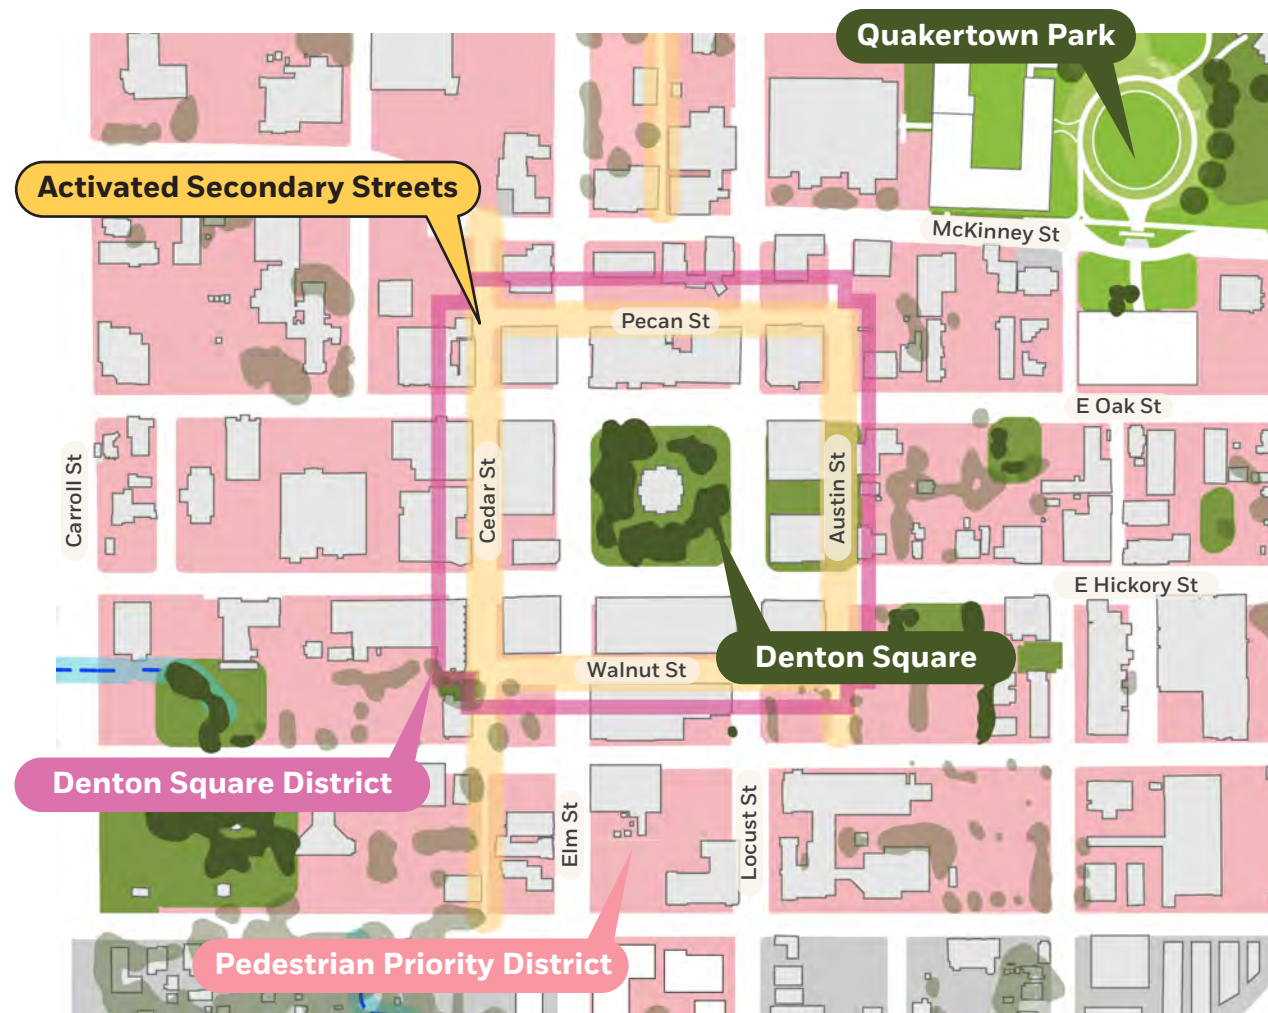 Quakertown Park
Activated Secondary Streets
McKinney St
Pecan St
E Oak St
Carroll St
Cedar St
Austin St
E Hickory St
Denton Square
Walnut St
Denton Square District
Elm St
Locust St
Pedestrian Priority District